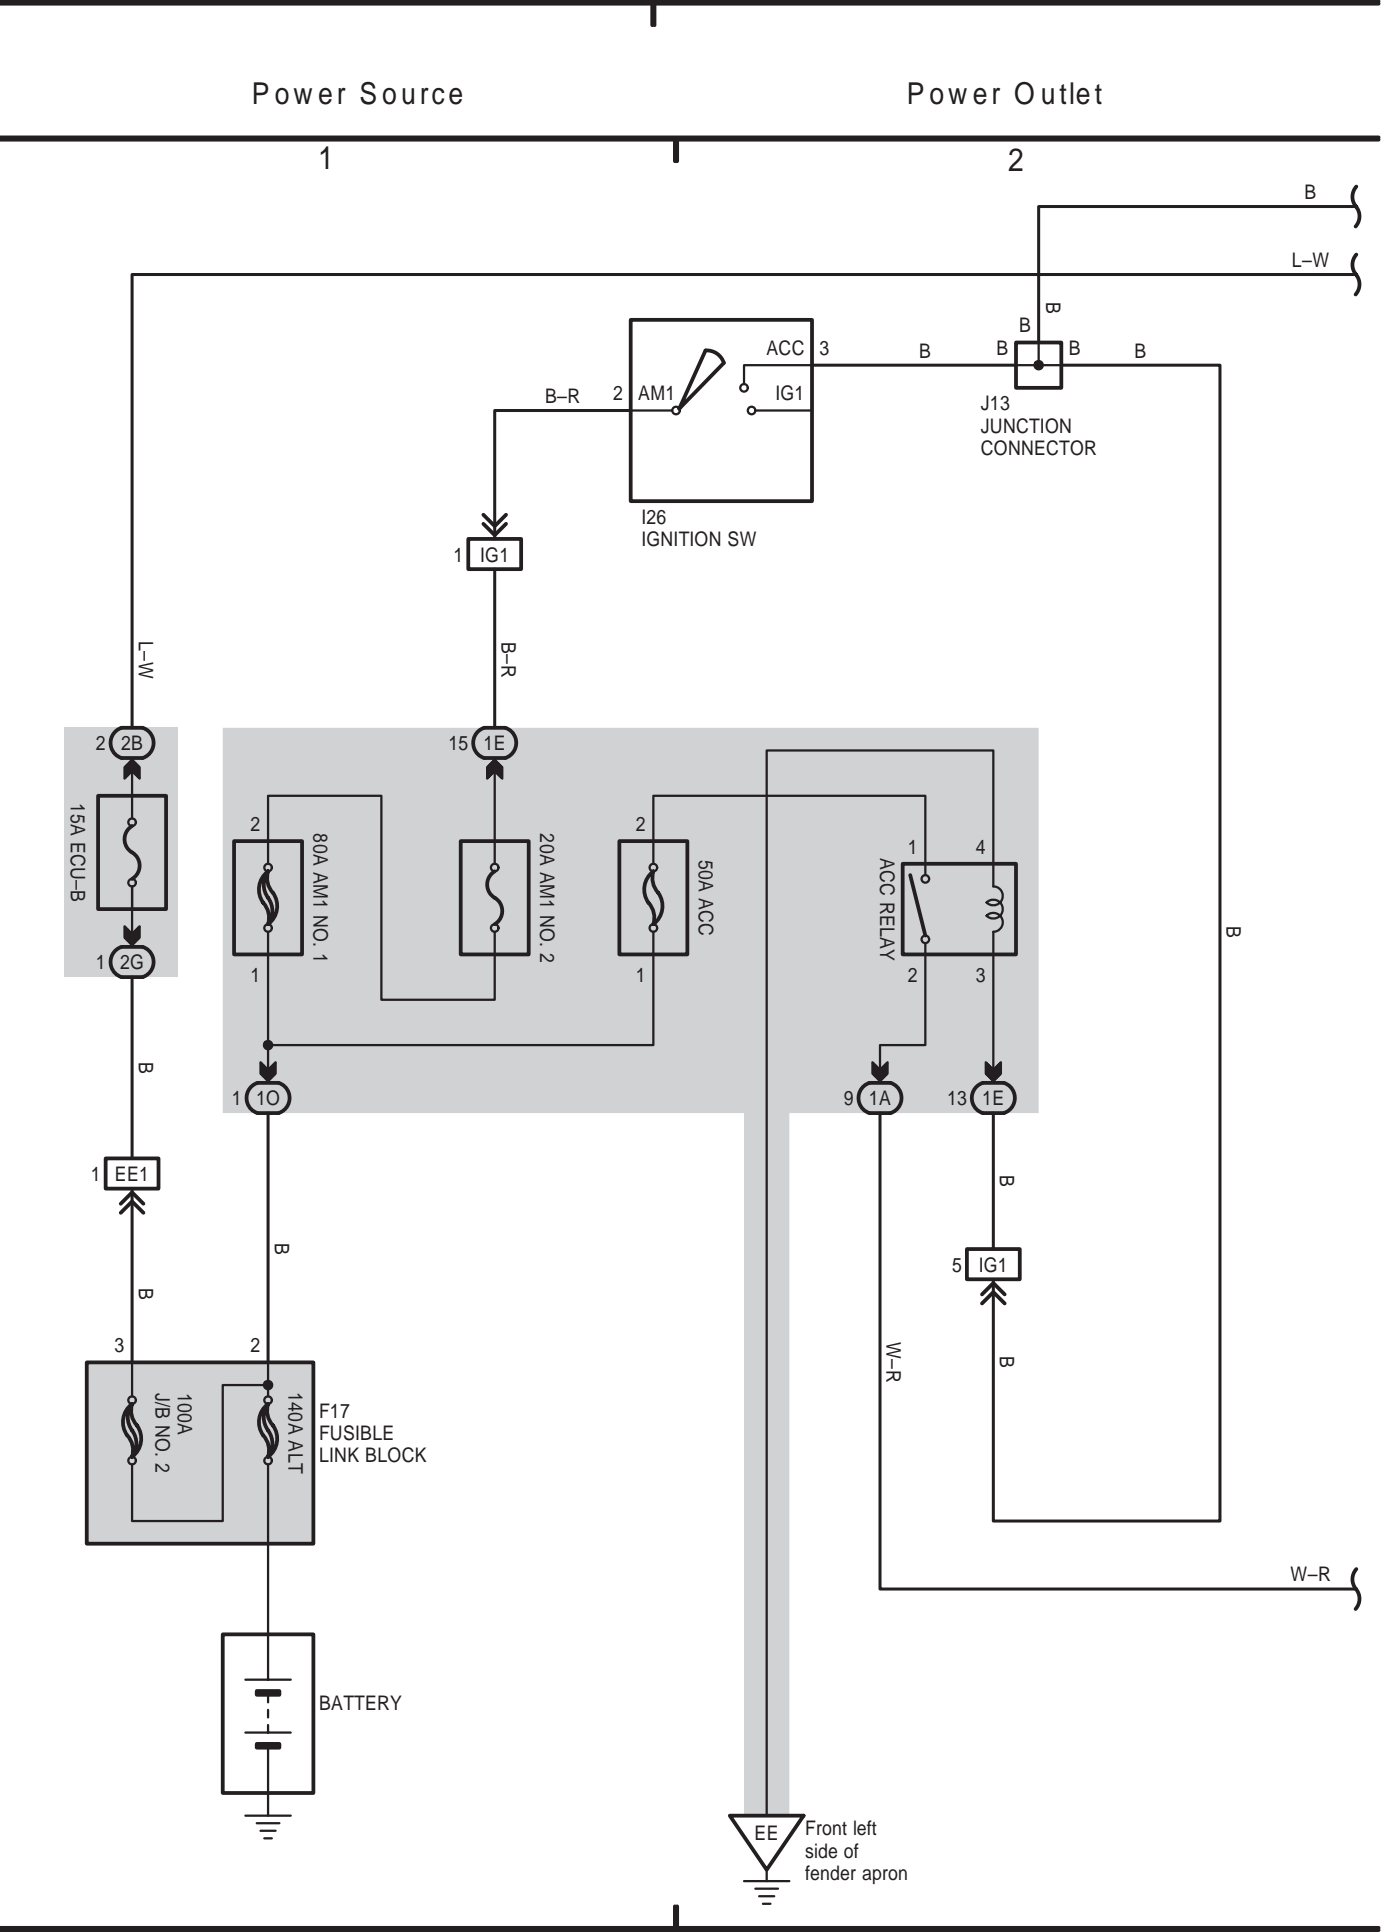 Power Source
Power Outlet
1
2
B
L–W
B
B
ACC
3
B
B
B
B
B–R
2
AM1
IG1
J13
JUNCTION
CONNECTOR
I26
IGNITION SW
1
IG1
L–W
B–R
2
2B
15
1E
15A ECU–B
2
80A AM1 NO. 1
20A AM1 NO. 2
2
50A ACC
1
4
ACC RELAY
B
1
2G
1
1
2
3
B
1
1O
9
1A
13
1E
1
EE1
B
B
5
IG1
B
3
2
W–R
B
100A
J/B NO. 2
140A ALT
F17
FUSIBLE
LINK BLOCK
W–R
BATTERY
EE
Front left
side of
fender apron